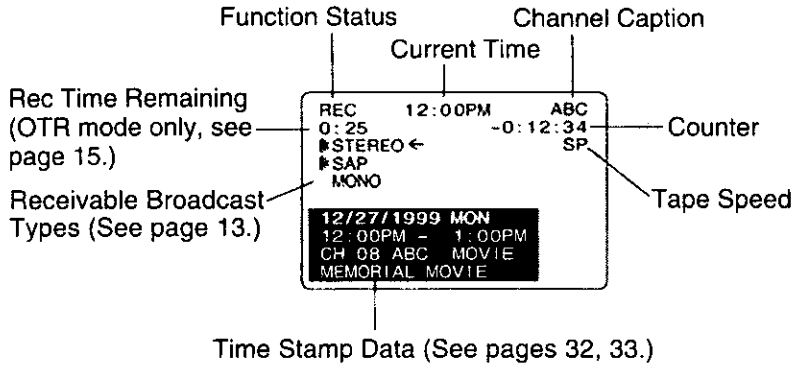 Function Status
Channel Caption
Current Time
Rec Time Remaining
(OTR mode only, see
page 15.)
REC 12:00PM ABC
0:25 -0:12:34
▶STEREO← SP
▶SAP
MONO
Counter
Tape Speed
Receivable Broadcast
Types (See page 13.)
12/27/1999 MON
12:00PM - 1:00PM
CH 08 ABC MOVIE
MEMORIAL MOVIE
Time Stamp Data (See pages 32, 33.)